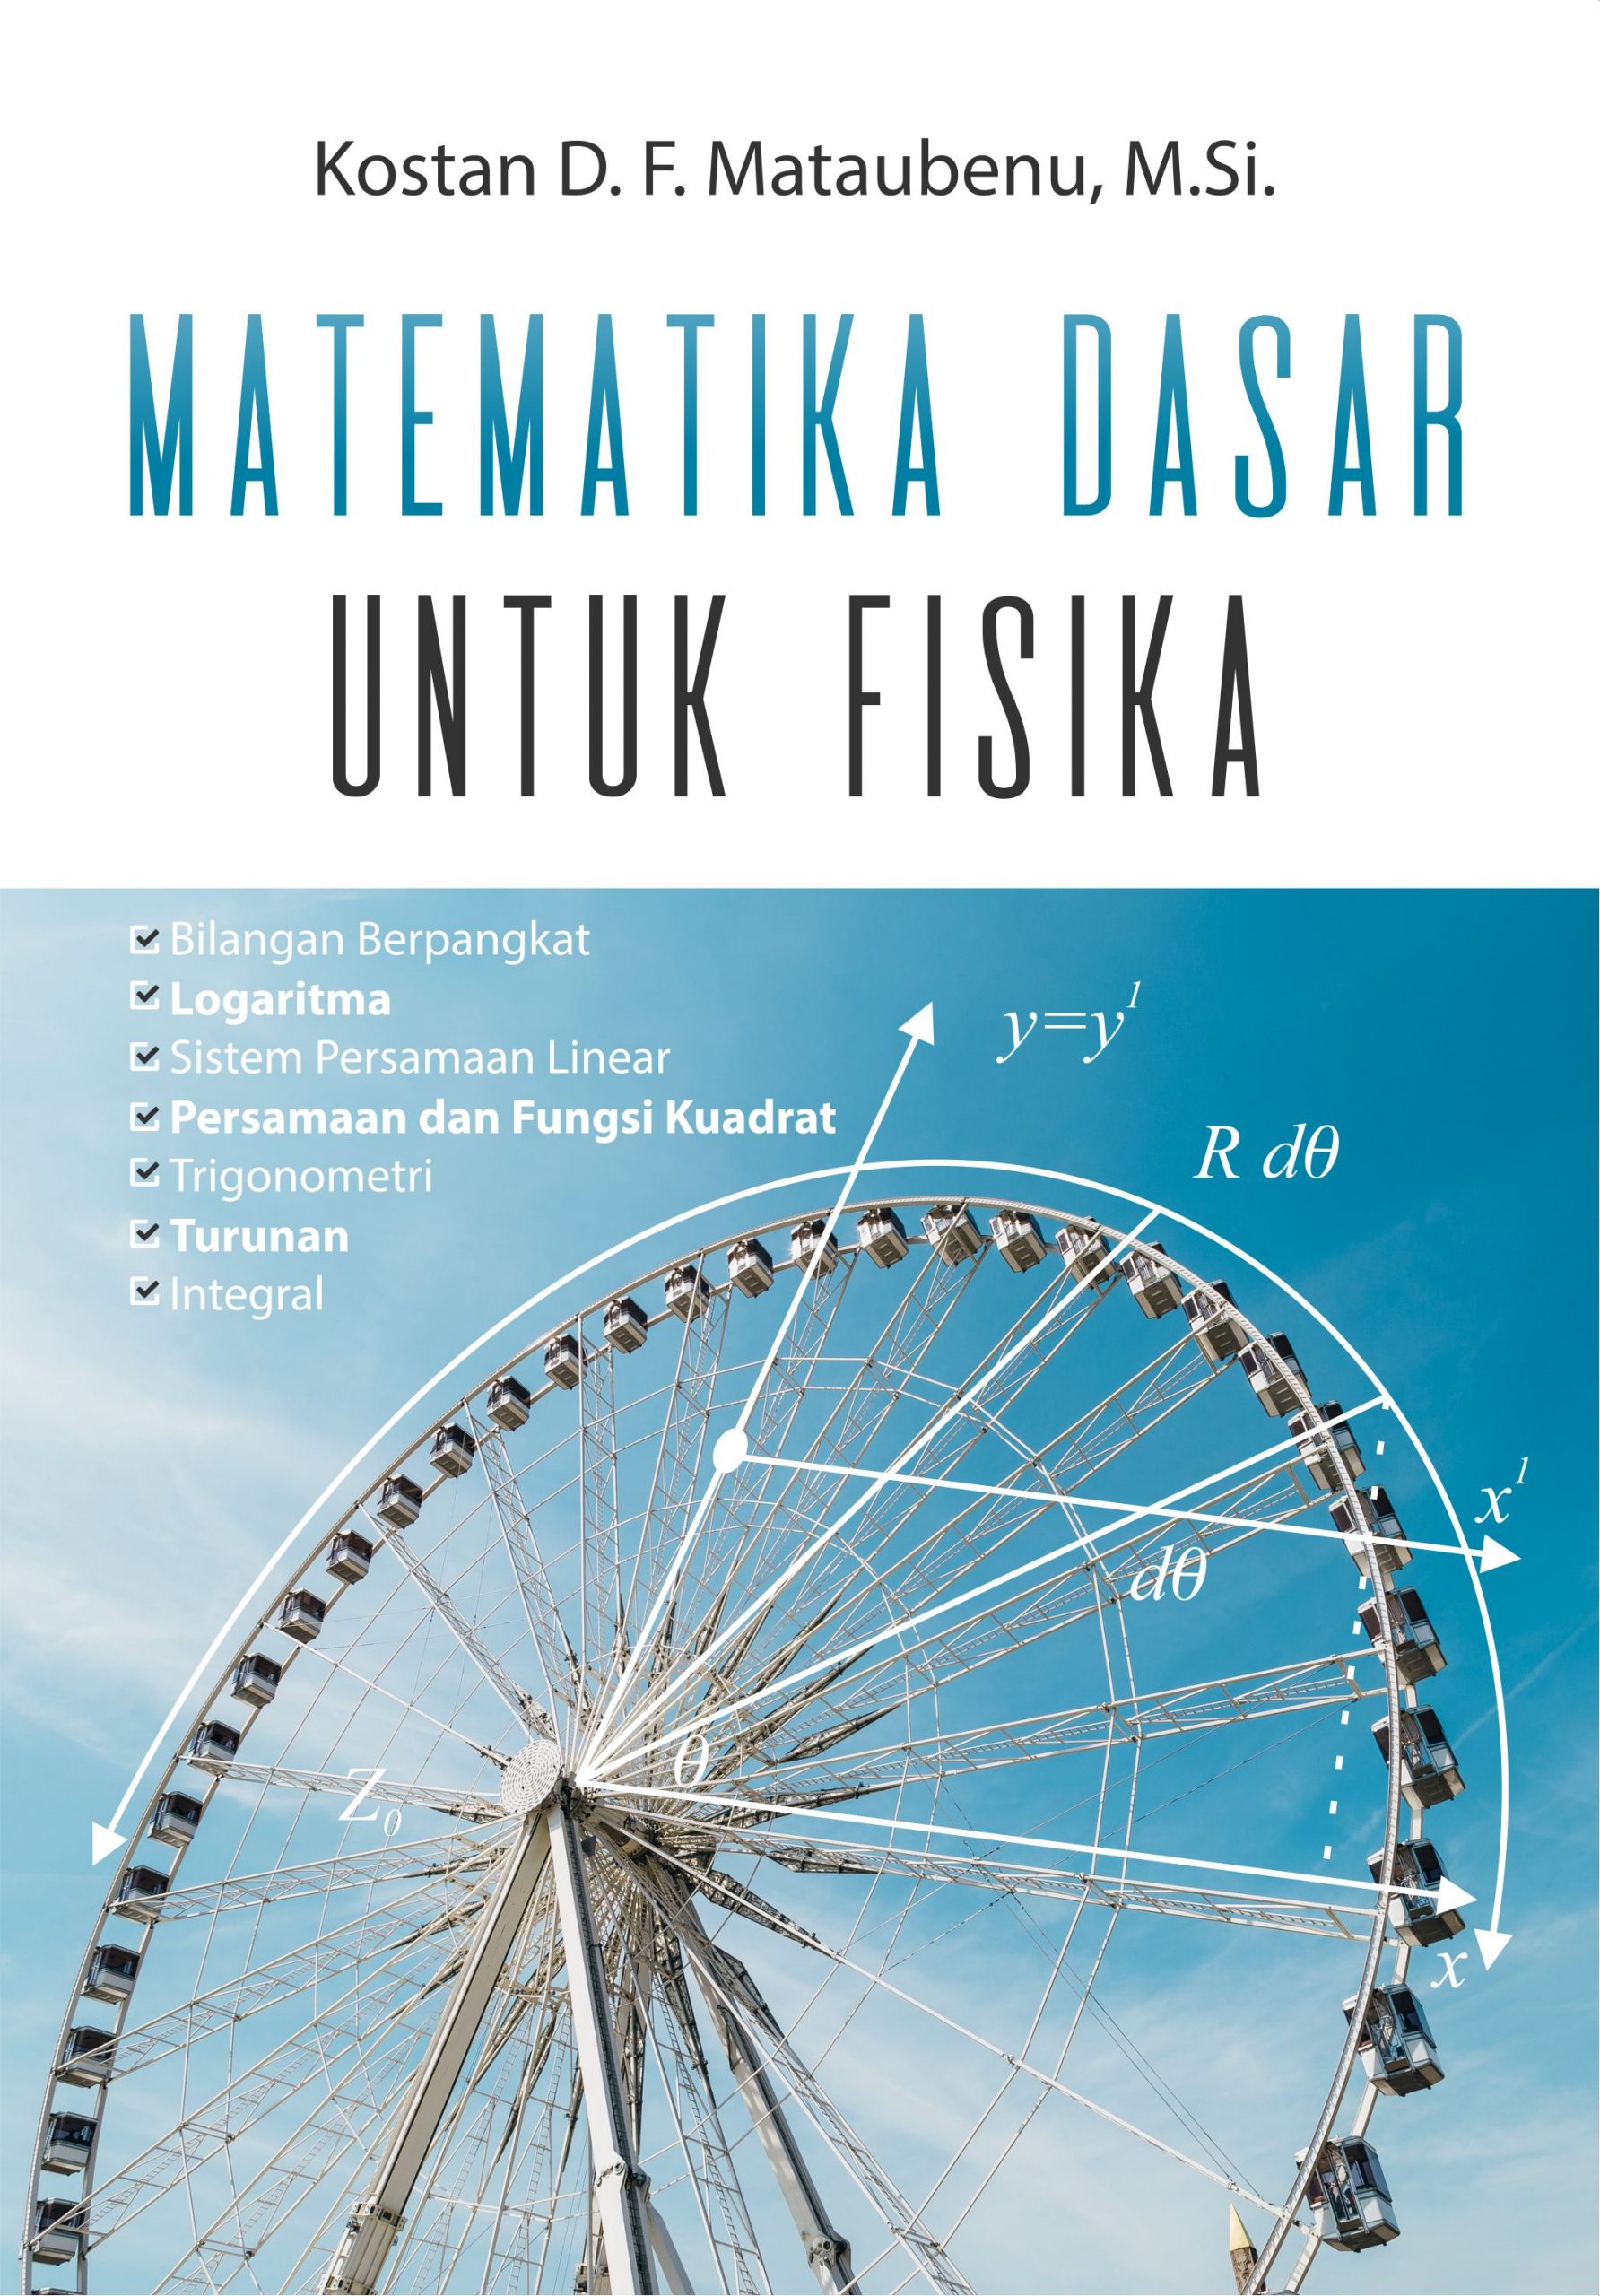 Kostan D. F. Mataubenu, M.Si.
MATEMATIKA DASAR
UNTUK FISIKA
Bilangan Berpangkat
Logaritma
Sistem Persamaan Linear
Persamaan dan Fungsi Kuadrat
Trigonometri
Turunan
Integral
y=y¹
R dθ
x¹
dθ
θ
Z₀
x